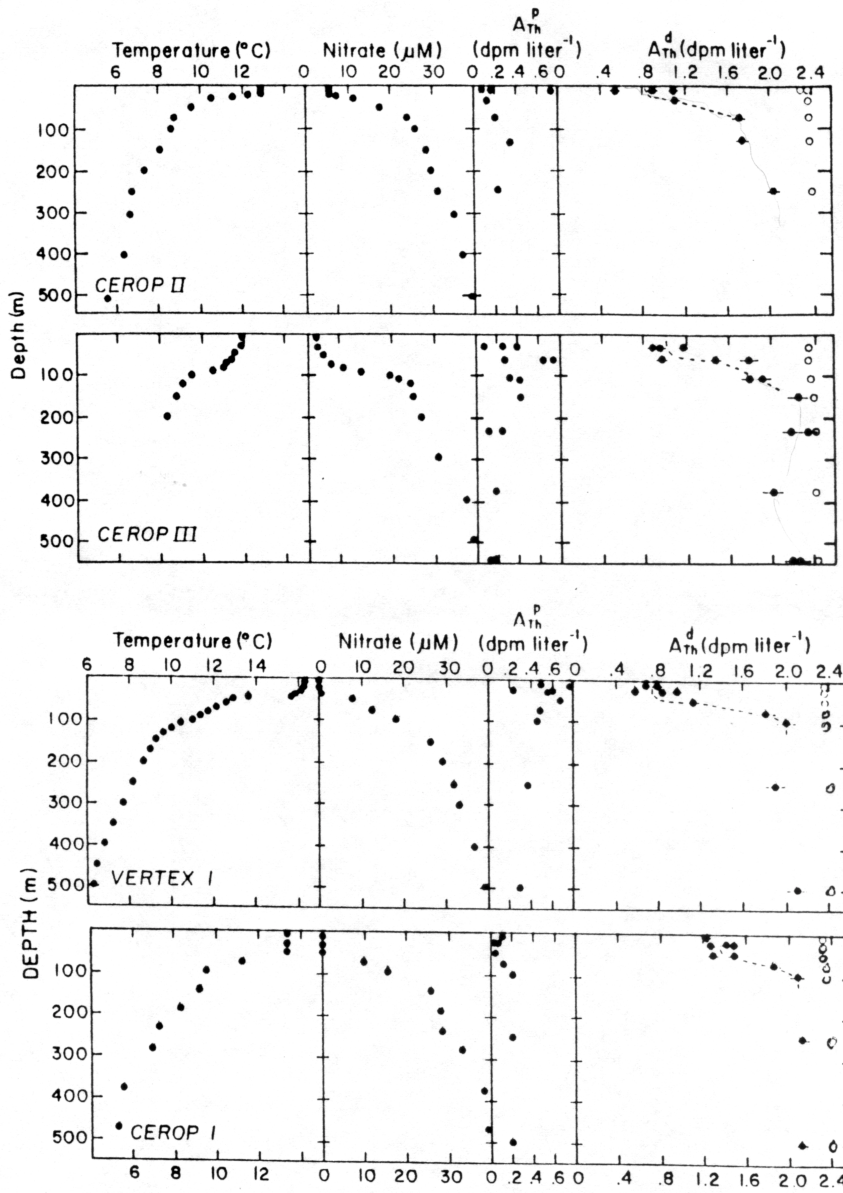 A^p_Th
Temperature (°C) Nitrate (μM) (dpm liter⁻¹) A^d_Th (dpm liter⁻¹)
6 8 10 12 0 10 20 30 0 .2 .4 .6 0 .4 .8 1.2 1.6 2.0 2.4
100
200
300
400
500
CEROP II
Depth (m)
100
200
300
400
500
CEROP III
A^p_Th
Temperature (°C) Nitrate (μM) (dpm liter⁻¹) A^d_Th (dpm liter⁻¹)
6 8 10 12 14 0 10 20 30 0 .2 .4 .6 0 .4 .8 1.2 1.6 2.0 2.4
100
200
300
400
500
VERTEX I
DEPTH (m)
100
200
300
400
500
CEROP I
6 8 10 12 0 10 20 30 0 .2 .4 .6 0 .4 .8 1.2 1.6 2.0 2.4